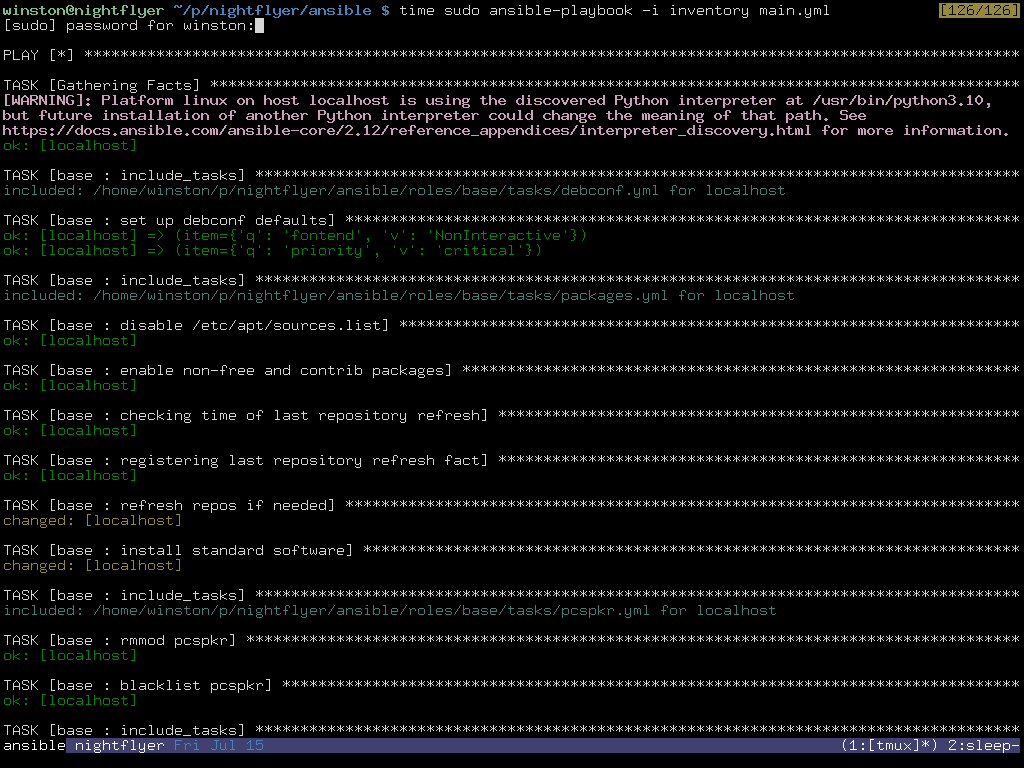 winston@nightflyer ~/p/nightflyer/ansible $ time sudo ansible-playbook -i inventory main.yml [126/126]
[sudo] password for winston:
PLAY [*] ********************************************************************************************************
TASK [Gathering Facts] ******************************************************************************************
[WARNING]: Platform linux on host localhost is using the discovered Python interpreter at /usr/bin/python3.10,
but future installation of another Python interpreter could change the meaning of that path. See
https://docs.ansible.com/ansible-core/2.12/reference_appendices/interpreter_discovery.html for more information.
ok: [localhost]
TASK [base : include_tasks] *************************************************************************************
included: /home/winston/p/nightflyer/ansible/roles/base/tasks/debconf.yml for localhost
TASK [base : set up debconf defaults] ***************************************************************************
ok: [localhost] => (item={'q': 'fontend', 'v': 'NonInteractive'})
ok: [localhost] => (item={'q': 'priority', 'v': 'critical'})
TASK [base : include_tasks] *************************************************************************************
included: /home/winston/p/nightflyer/ansible/roles/base/tasks/packages.yml for localhost
TASK [base : disable /etc/apt/sources.list] *********************************************************************
ok: [localhost]
TASK [base : enable non-free and contrib packages] **************************************************************
ok: [localhost]
TASK [base : checking time of last repository refresh] **********************************************************
ok: [localhost]
TASK [base : registering last repository refresh fact] **********************************************************
ok: [localhost]
TASK [base : refresh repos if needed] ***************************************************************************
changed: [localhost]
TASK [base : install standard software] *************************************************************************
changed: [localhost]
TASK [base : include_tasks] *************************************************************************************
included: /home/winston/p/nightflyer/ansible/roles/base/tasks/pcspkr.yml for localhost
TASK [base : rmmod pcspkr] **************************************************************************************
ok: [localhost]
TASK [base : blacklist pcspkr] **********************************************************************************
ok: [localhost]
TASK [base : include_tasks] *************************************************************************************
ansible nightflyer Fri Jul 15 (1:[tmux]*) 2:sleep-